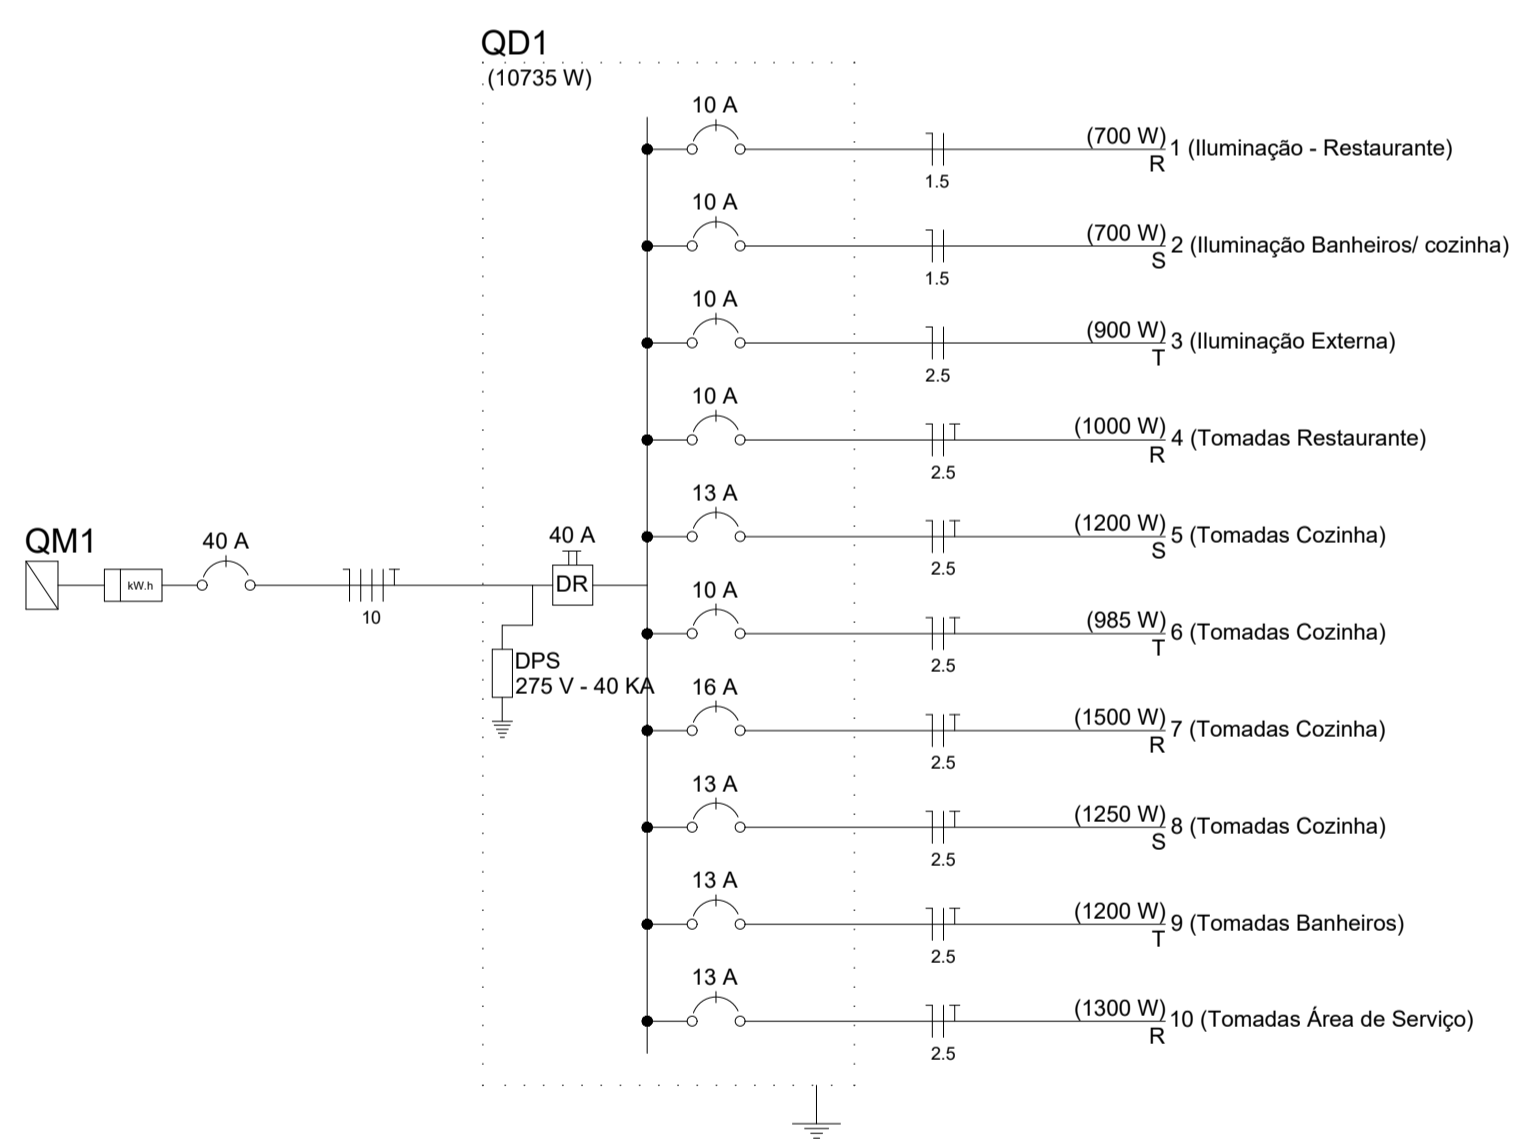 QD1
(10735 W)
10 A
(700 W)
1 (Iluminação - Restaurante)
R
1.5
10 A
(700 W)
2 (Iluminação Banheiros/ cozinha)
S
1.5
10 A
(900 W)
3 (Iluminação Externa)
T
2.5
10 A
(1000 W)
4 (Tomadas Restaurante)
R
2.5
13 A
(1200 W)
5 (Tomadas Cozinha)
S
2.5
QM1
kW.h
40 A
10
40 A
DR
DPS
275 V - 40 KA
10 A
(985 W)
6 (Tomadas Cozinha)
T
2.5
16 A
(1500 W)
7 (Tomadas Cozinha)
R
2.5
13 A
(1250 W)
8 (Tomadas Cozinha)
S
2.5
13 A
(1200 W)
9 (Tomadas Banheiros)
T
2.5
13 A
(1300 W)
10 (Tomadas Área de Serviço)
R
2.5